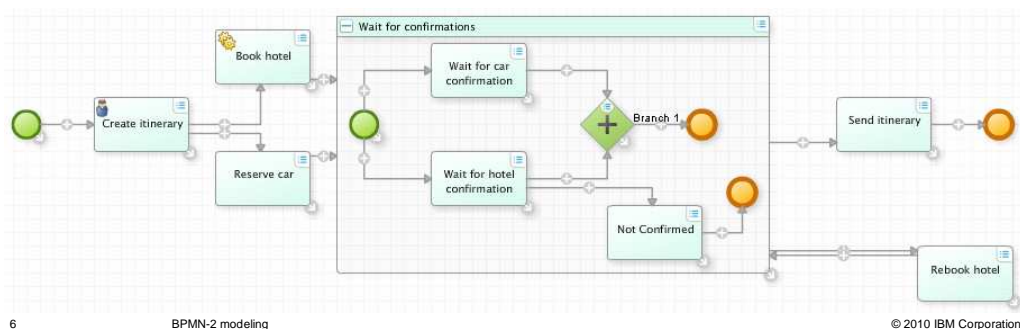 Wait for confirmations
Book hotel
Wait for car
confirmation
Create itinerary
Branch 1
Send itinerary
Reserve car
Wait for hotel
confirmation
Not Confirmed
Rebook hotel
6 BPMN-2 modeling © 2010 IBM Corporation